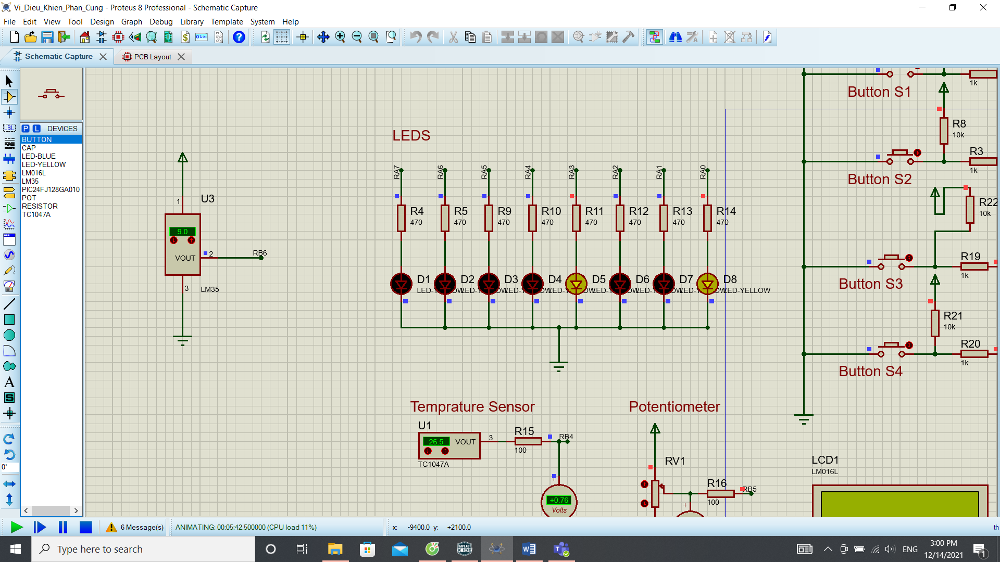 Vi_Dieu_Khien_Phan_Cung - Proteus 8 Professional - Schematic Capture
File Edit View Tool Design Graph Debug Library Template System Help
Schematic Capture
PCB Layout
P L DEVICES
BUTTON
CAP
LED-BLUE
LED-YELLOW
LM016L
LM35
PIC24FJ128GA010
POT
RESISTOR
TC1047A
LBL
A
S
0°
U3
1
9.0
VOUT
2
RB6
3
LM35
LEDS
RA7 RA6 RA5 RA4 RA3 RA2 RA1 RA0
R4 R5 R9 R10 R11 R12 R13 R14
470 470 470 470 470 470 470 470
D1 D2 D3 D4 D5 D6 D7 D8
LED-YELLOW
Temprature Sensor
U1
26.5 VOUT
3
TC1047A
R15
100
RB4
+
+0.76
Volts
Potentiometer
RV1
R16
100
RB5
+
1k
Button S1
R8
10k
R3
1k
Button S2
R22
10k
R19
1k
Button S3
R21
10k
R20
1k
Button S4
LCD1
LM016L
6 Message(s)
ANIMATING: 00:05:42.500000 (CPU load 11%)
x: -9400.0 y: +2100.0
th
Type here to search
ENG
3:00 PM
12/14/2021
1